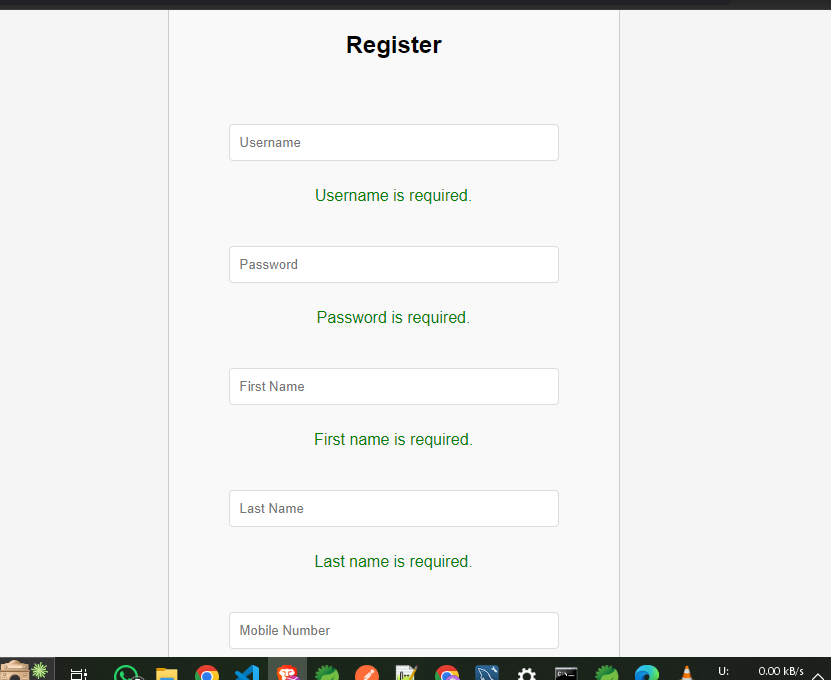 Register
Username
Username is required.
Password
Password is required.
First Name
First name is required.
Last Name
Last name is required.
Mobile Number
U:
0.00 kB/s